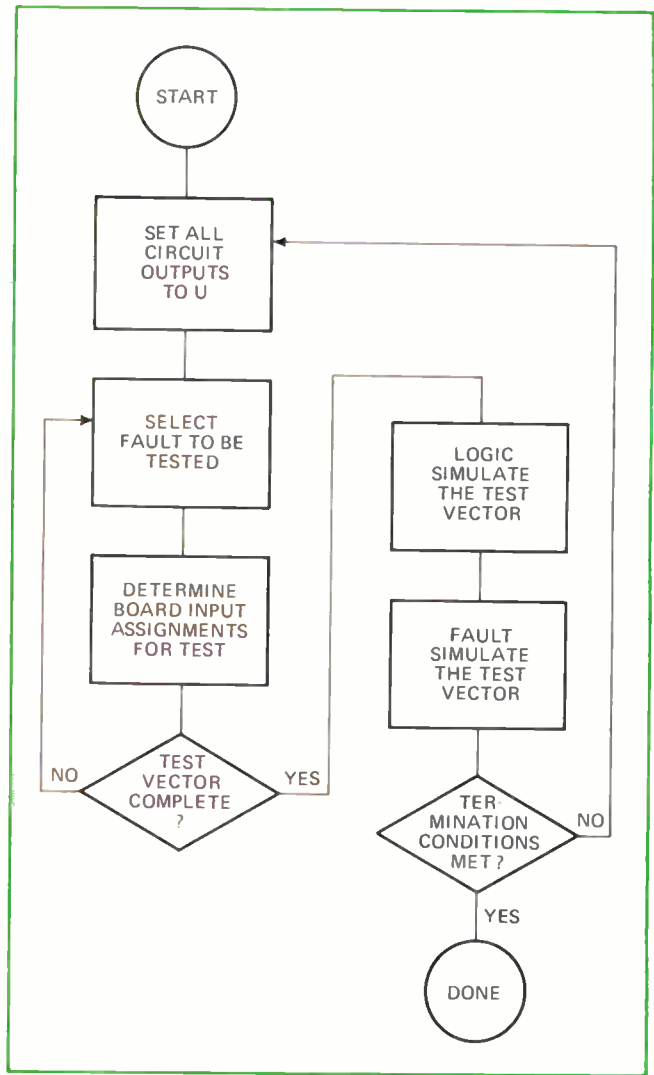 START
SET ALL
CIRCUIT
OUTPUTS
TO U
SELECT
FAULT TO BE
TESTED
DETERMINE
BOARD INPUT
ASSIGNMENTS
FOR TEST
TEST
VECTOR
COMPLETE
?
NO
YES
LOGIC
SIMULATE
THE TEST
VECTOR
FAULT
SIMULATE
THE TEST
VECTOR
TER-
MINATION
CONDITIONS
MET?
NO
YES
DONE